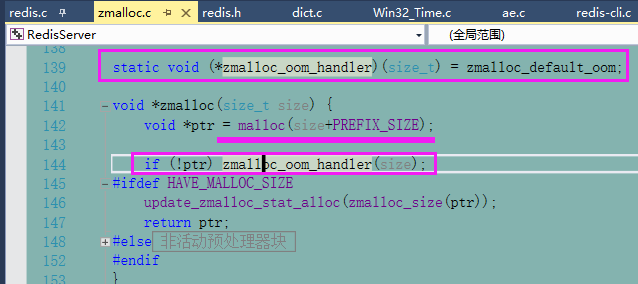 redis.c zmalloc.c redis.h dict.c Win32_Time.c ae.c redis-cli.c
RedisServer (全局范围)
138
139 static void (*zmalloc_oom_handler)(size_t) = zmalloc_default_oom;
140
141 void *zmalloc(size_t size) {
142 void *ptr = malloc(size+PREFIX_SIZE);
143
144 if (!ptr) zmalloc_oom_handler(size);
145 #ifdef HAVE_MALLOC_SIZE
146 update_zmalloc_stat_alloc(zmalloc_size(ptr));
147 return ptr;
148 #else 非活动预处理器块
152 #endif
153 }